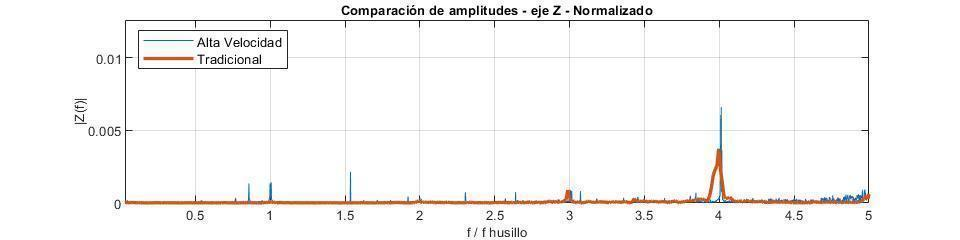 Comparación de amplitudes - eje Z - Normalizado
Alta Velocidad
Tradicional
0.01
0.005
0
|Z(f)|
0.5 1 1.5 2 2.5 3 3.5 4 4.5 5
f / f husillo